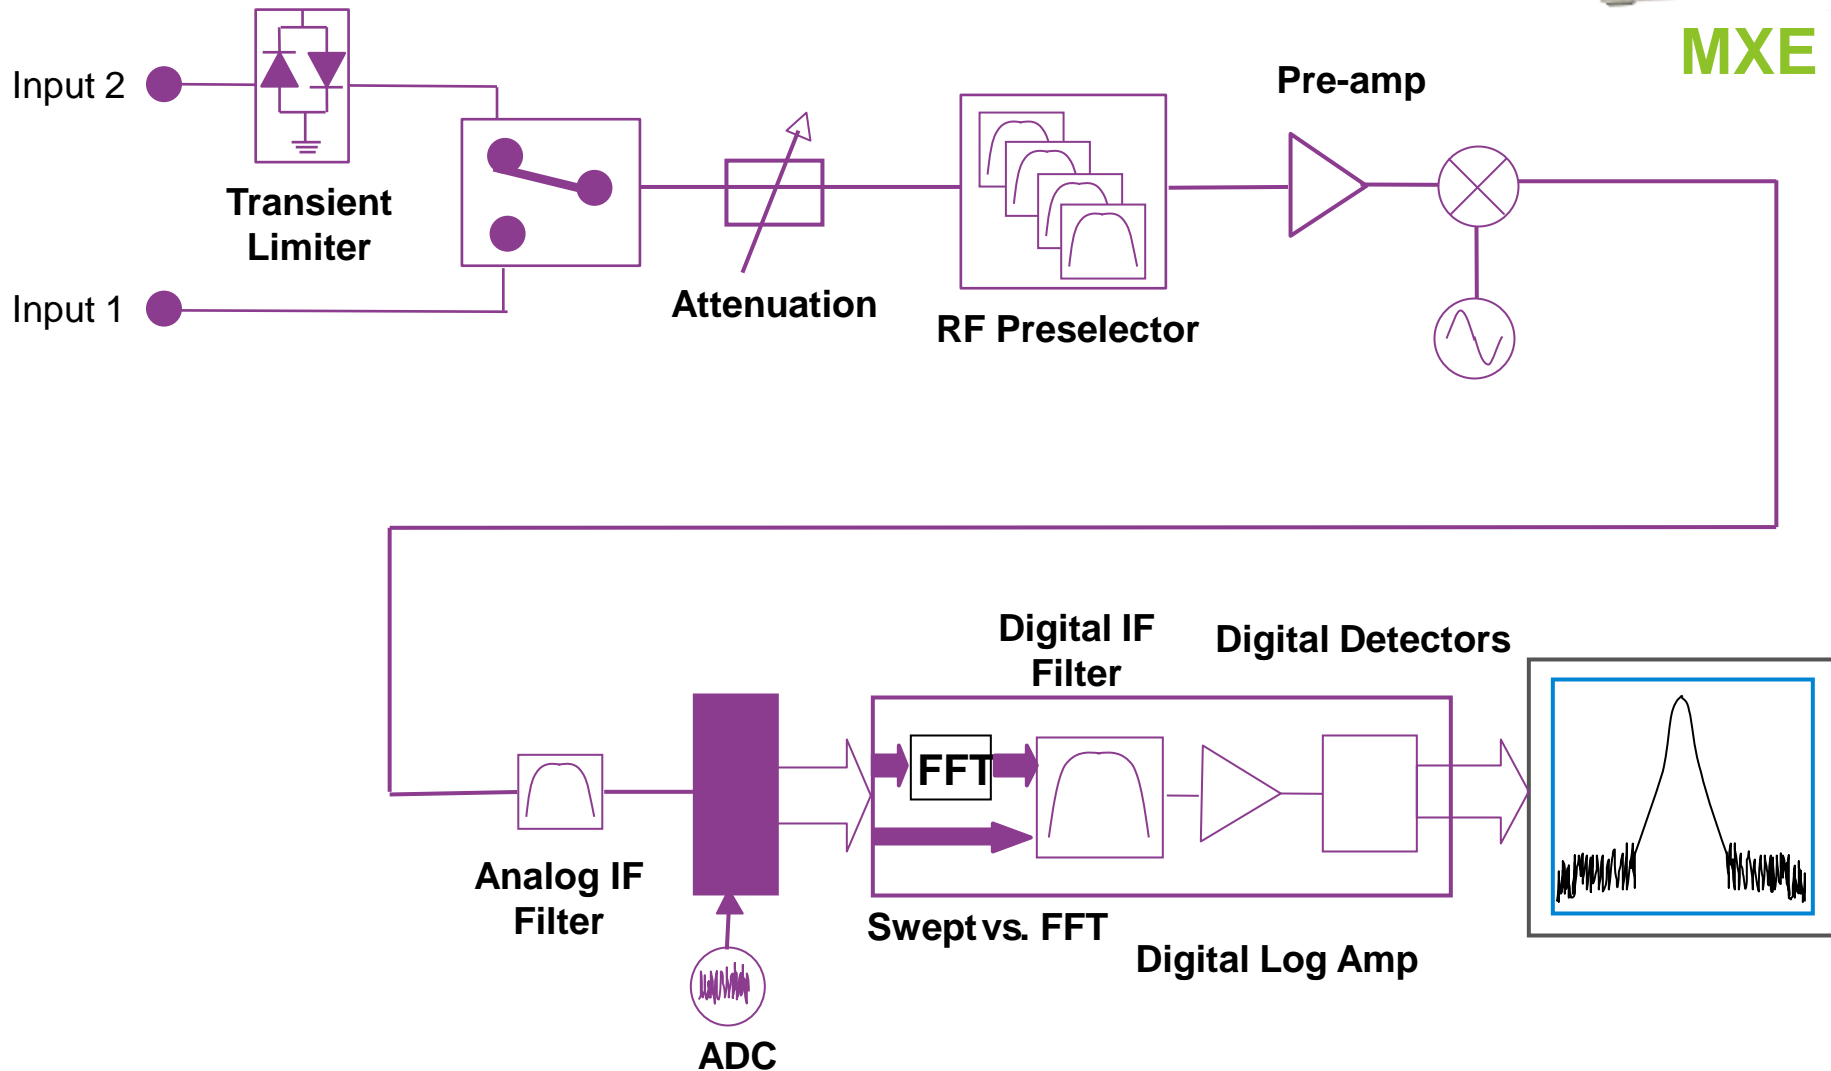 MXE
Input 2
Pre-amp
Transient
Limiter
Input 1
Attenuation
RF Preselector
Digital IF
Filter
Digital Detectors
FFT
Analog IF
Filter
Swept vs. FFT
Digital Log Amp
ADC